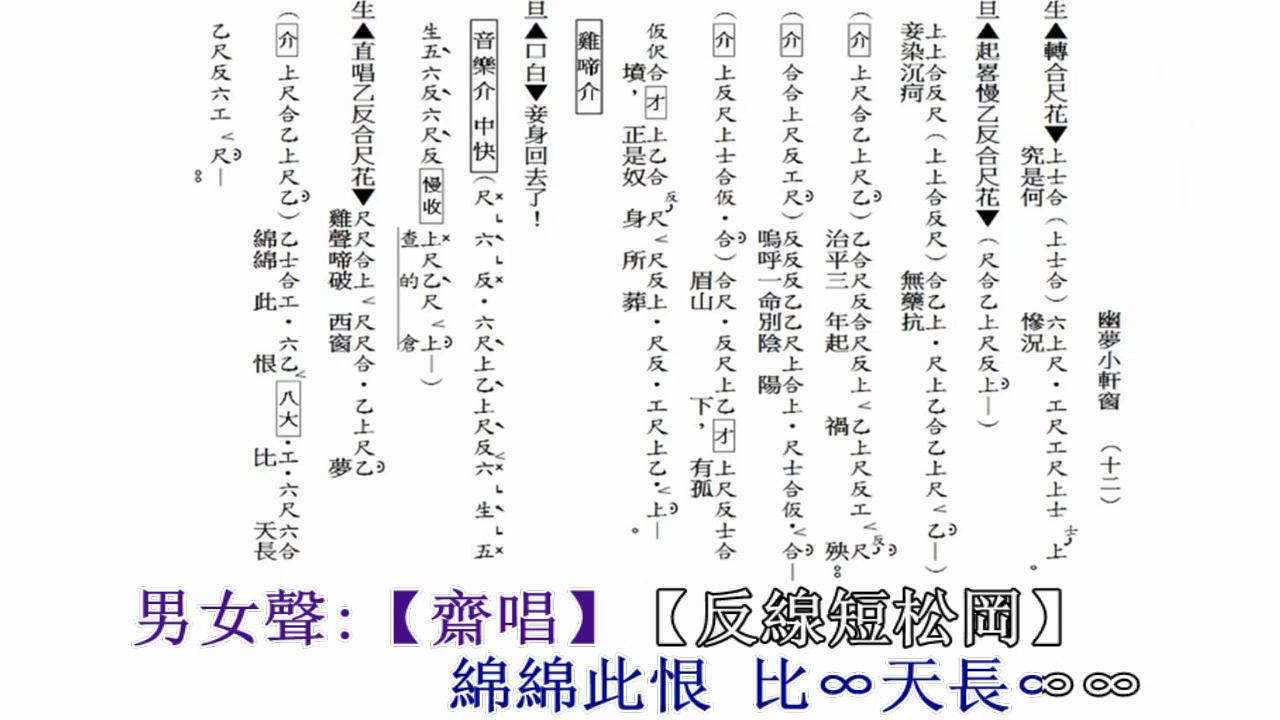 幽夢小軒窗 (十二)
生▲轉合尺花▼上士合(上士合)六上尺·工尺工尺上士士上
究是何 慘況。
旦▲起畧慢乙反合尺花▼(尺合乙上尺反上—)
上上合反尺(上上合反尺)合乙上·尺上乙合乙上尺<乙—)
妾染沉疴 無藥抗
(介 上尺合乙上尺乙)乙合尺反合尺反上<乙上尺反工<反尺
治平三 年起 禍 殃。
(介 合合上尺反工尺)反反反乙乙尺上合上·尺士合仮·<合—
嗚呼一命別陰 陽
(介 上反尺上士合仮·合)合尺·反尺上乙才上尺反士合
眉山 下,有孤
仮伬合才上乙合反尺<尺反上·尺反·工尺上乙·<上—
墳,正是奴 身 所 葬。
雞啼介
旦▲口白▼妾身回去了!
音樂介 中快(尺 六 反·六尺上乙上尺反六 生 五
生五六反六尺反慢收上尺乙尺<上—)
查的 倉
生▲直唱乙反合尺花▼尺尺合上<尺尺合·乙上尺乙
雞聲啼破 西窗 夢
(介 上尺合乙上尺乙)乙士合工·六乙<八大·工·六尺六合
綿綿 此 恨 比 天長
乙尺反六工<尺—
男女聲:【齋唱】【反線短松岡】
綿綿此恨 比∞天長∞∞